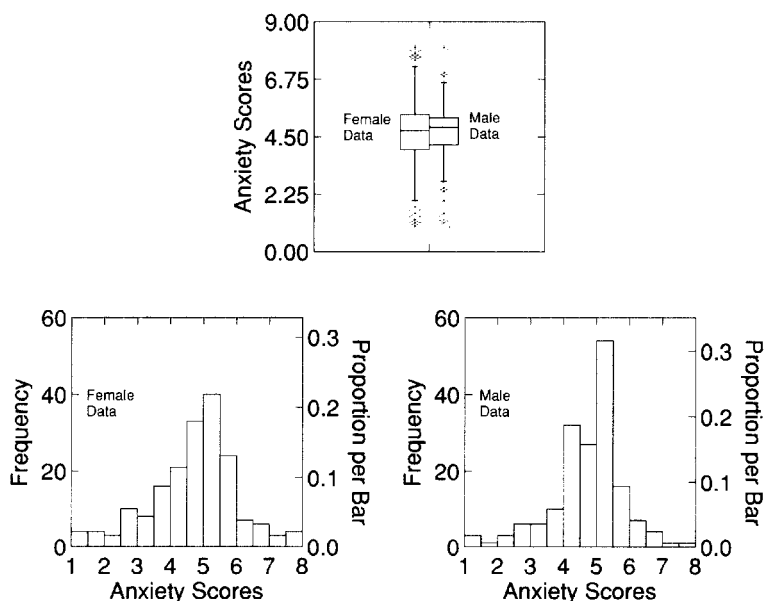 9.00
6.75
4.50
2.25
0.00
Anxiety Scores
Female
Data
Male
Data
60
40
20
0
Frequency
Female
Data
0.3
0.2
0.1
0.0
Proportion per Bar
1 2 3 4 5 6 7 8
Anxiety Scores
60
40
20
0
Frequency
Male
Data
0.3
0.2
0.1
0.0
Proportion per Bar
1 2 3 4 5 6 7 8
Anxiety Scores